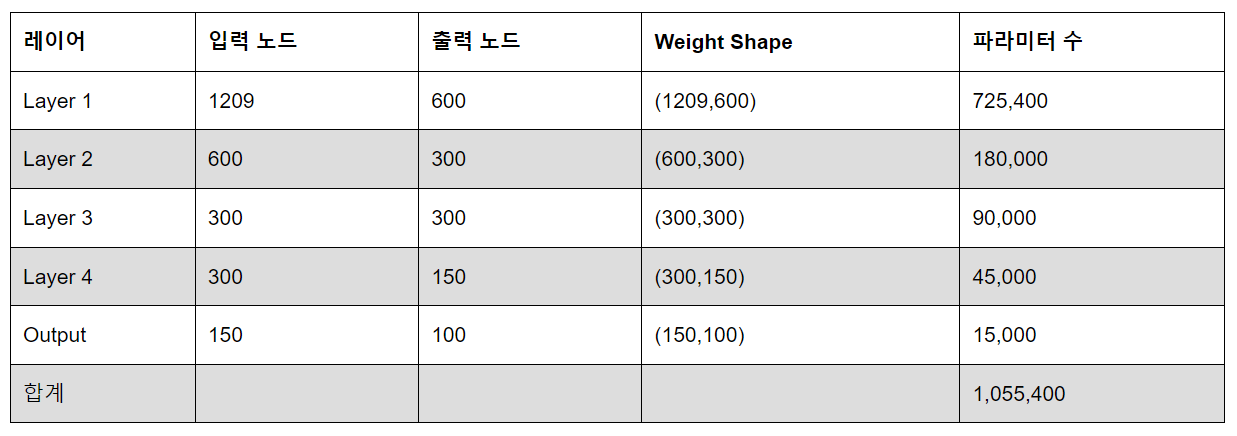 레이어 입력 노드 출력 노드 Weight Shape 파라미터 수
Layer 1 1209 600 (1209,600) 725,400
Layer 2 600 300 (600,300) 180,000
Layer 3 300 300 (300,300) 90,000
Layer 4 300 150 (300,150) 45,000
Output 150 100 (150,100) 15,000
합계 1,055,400